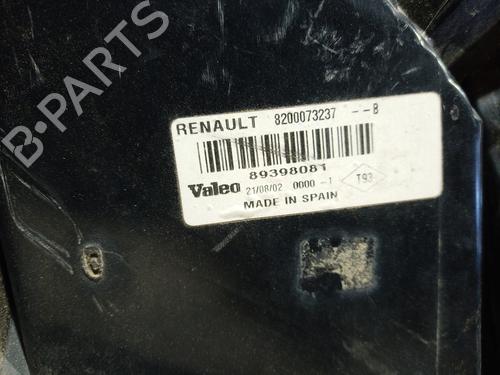 RENAULT 8200073237 --B
89398081
Valeo 21/08/02 0000 -1 T93
MADE IN SPAIN
B-PARTS